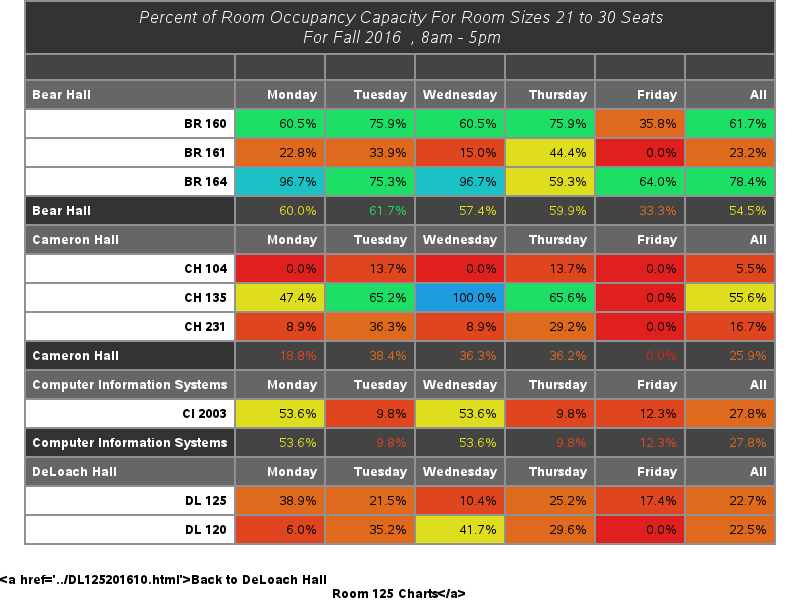 Percent of Room Occupancy Capacity For Room Sizes 21 to 30 Seats
For Fall 2016 , 8am - 5pm
Bear Hall Monday Tuesday Wednesday Thursday Friday All
BR 160 60.5% 75.9% 60.5% 75.9% 35.8% 61.7%
BR 161 22.8% 33.9% 15.0% 44.4% 0.0% 23.2%
BR 164 96.7% 75.3% 96.7% 59.3% 64.0% 78.4%
Bear Hall 60.0% 61.7% 57.4% 59.9% 33.3% 54.5%
Cameron Hall Monday Tuesday Wednesday Thursday Friday All
CH 104 0.0% 13.7% 0.0% 13.7% 0.0% 5.5%
CH 135 47.4% 65.2% 100.0% 65.6% 0.0% 55.6%
CH 231 8.9% 36.3% 8.9% 29.2% 0.0% 16.7%
Cameron Hall 18.8% 38.4% 36.3% 36.2% 0.0% 25.9%
Computer Information Systems Monday Tuesday Wednesday Thursday Friday All
CI 2003 53.6% 9.8% 53.6% 9.8% 12.3% 27.8%
Computer Information Systems 53.6% 9.8% 53.6% 9.8% 12.3% 27.8%
DeLoach Hall Monday Tuesday Wednesday Thursday Friday All
DL 125 38.9% 21.5% 10.4% 25.2% 17.4% 22.7%
DL 120 6.0% 35.2% 41.7% 29.6% 0.0% 22.5%
<a href='../DL125201610.html'>Back to DeLoach Hall
Room 125 Charts</a>